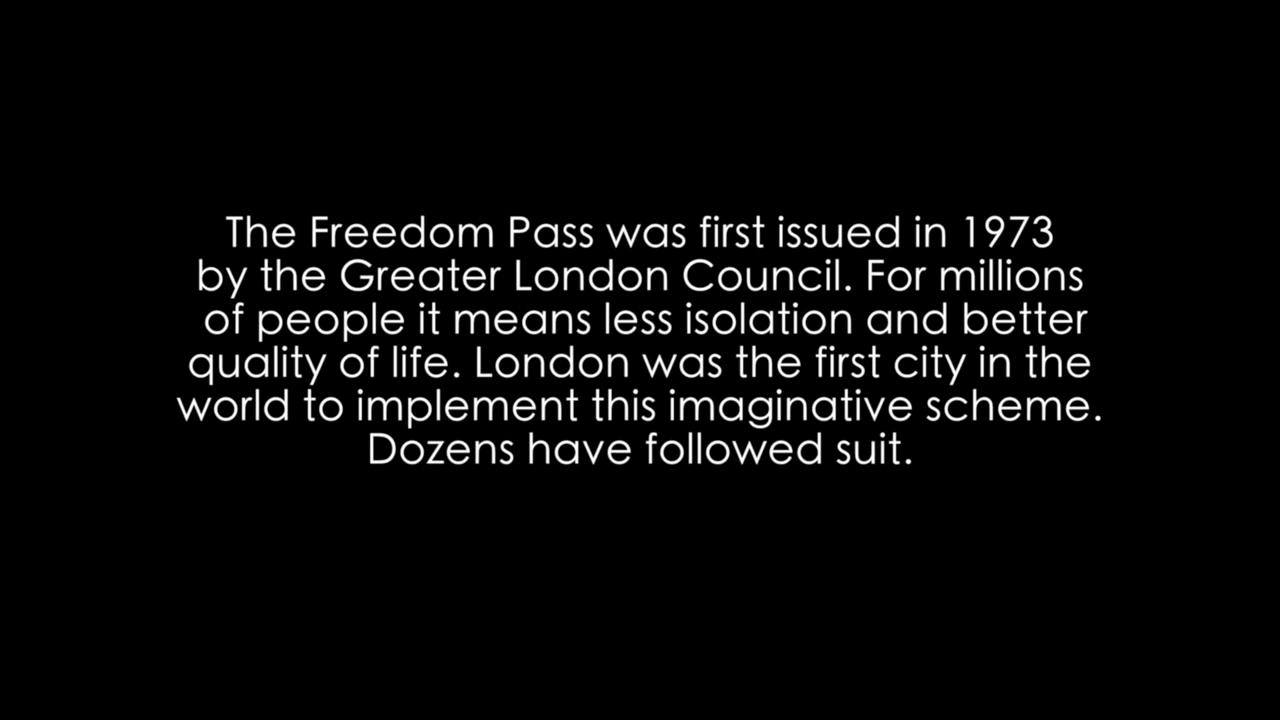 The Freedom Pass was first issued in 1973
by the Greater London Council. For millions
of people it means less isolation and better
quality of life. London was the first city in the
world to implement this imaginative scheme.
Dozens have followed suit.